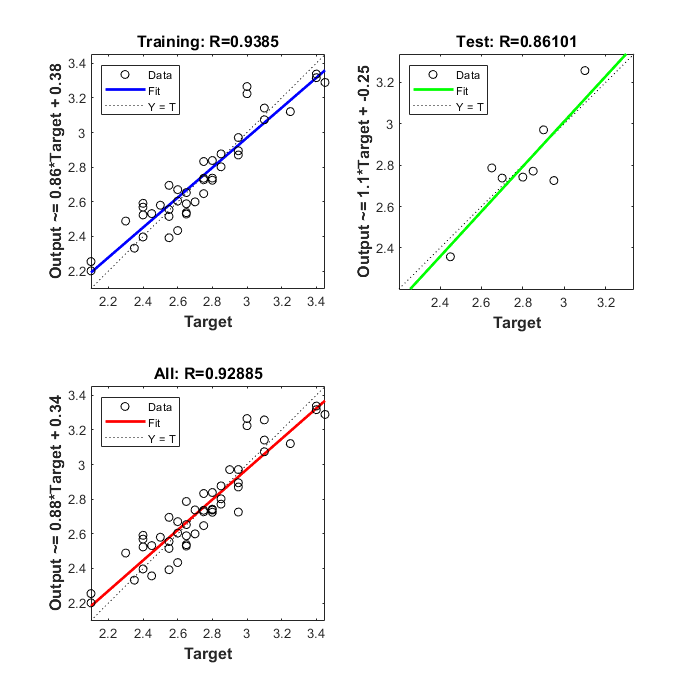 Training: R=0.9385
Output ~= 0.86*Target + 0.38
Data
Fit
Y = T
3.4
3.2
3
2.8
2.6
2.4
2.2
2.2 2.4 2.6 2.8 3 3.2 3.4
Target
Test: R=0.86101
Output ~= 1.1*Target + -0.25
Data
Fit
Y = T
3.2
3
2.8
2.6
2.4
2.4 2.6 2.8 3 3.2
Target
All: R=0.92885
Output ~= 0.88*Target + 0.34
Data
Fit
Y = T
3.4
3.2
3
2.8
2.6
2.4
2.2
2.2 2.4 2.6 2.8 3 3.2 3.4
Target